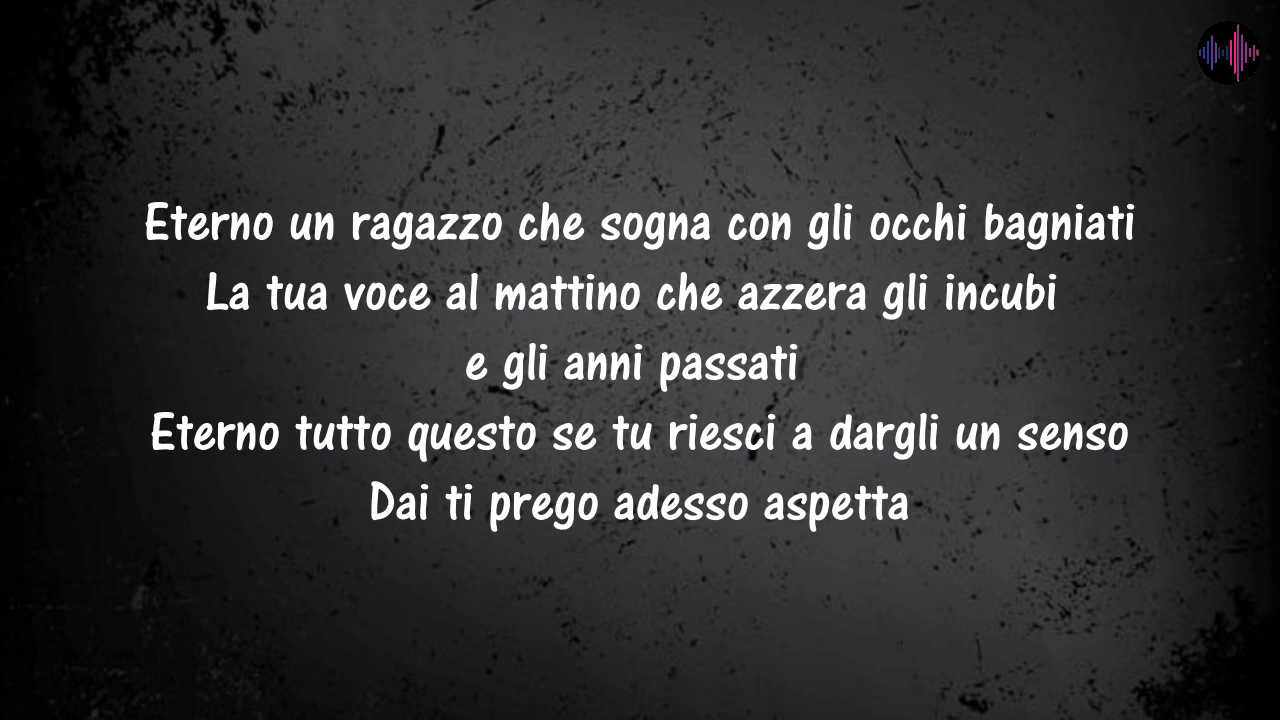 Eterno un ragazzo che sogna con gli occhi bagniati
La tua voce al mattino che azzera gli incubi
e gli anni passati
Eterno tutto questo se tu riesci a dargli un senso
Dai ti prego adesso aspetta